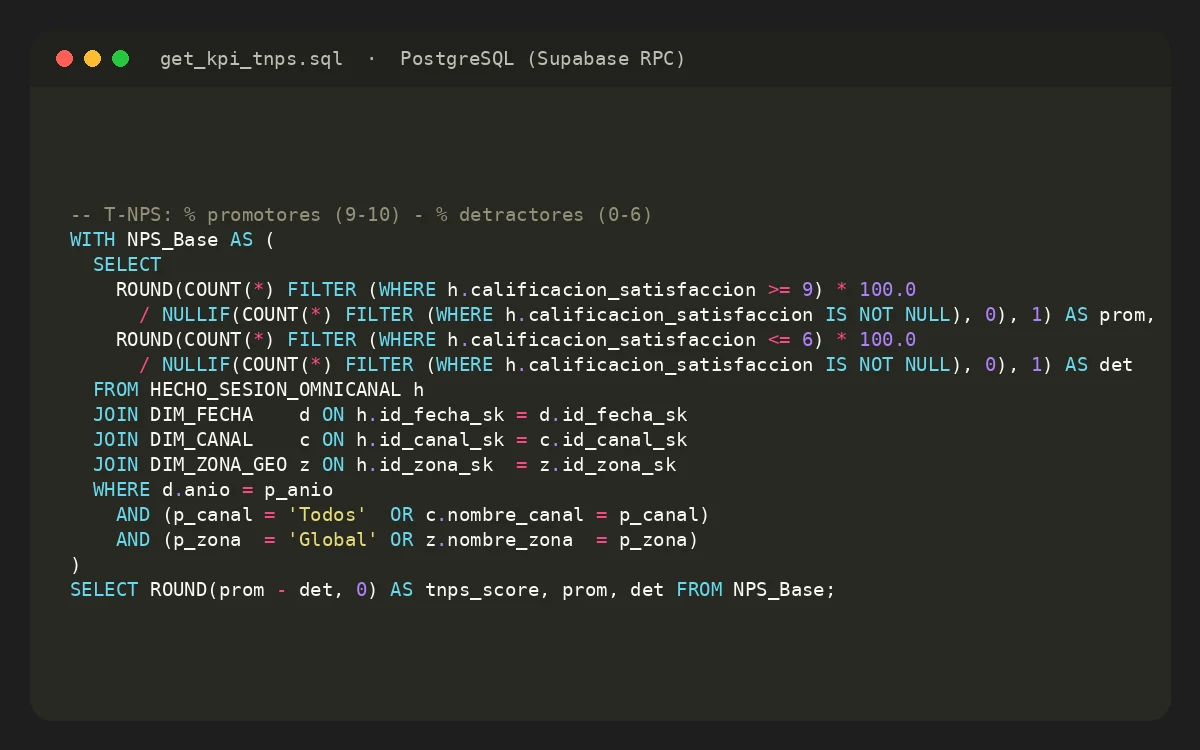 get_kpi_tnps.sql  ·  PostgreSQL (Supabase RPC)
-- T-NPS: % promotores (9-10) - % detractores (0-6)
WITH NPS_Base AS (
  SELECT
    ROUND(COUNT(*) FILTER (WHERE h.calificacion_satisfaccion >= 9) * 100.0
      / NULLIF(COUNT(*) FILTER (WHERE h.calificacion_satisfaccion IS NOT NULL), 0), 1) AS prom,
    ROUND(COUNT(*) FILTER (WHERE h.calificacion_satisfaccion <= 6) * 100.0
      / NULLIF(COUNT(*) FILTER (WHERE h.calificacion_satisfaccion IS NOT NULL), 0), 1) AS det
  FROM HECHO_SESION_OMNICANAL h
  JOIN DIM_FECHA    d ON h.id_fecha_sk = d.id_fecha_sk
  JOIN DIM_CANAL    c ON h.id_canal_sk = c.id_canal_sk
  JOIN DIM_ZONA_GEO z ON h.id_zona_sk  = z.id_zona_sk
  WHERE d.anio = p_anio
    AND (p_canal = 'Todos'  OR c.nombre_canal = p_canal)
    AND (p_zona  = 'Global' OR z.nombre_zona  = p_zona)
)
SELECT ROUND(prom - det, 0) AS tnps_score, prom, det FROM NPS_Base;